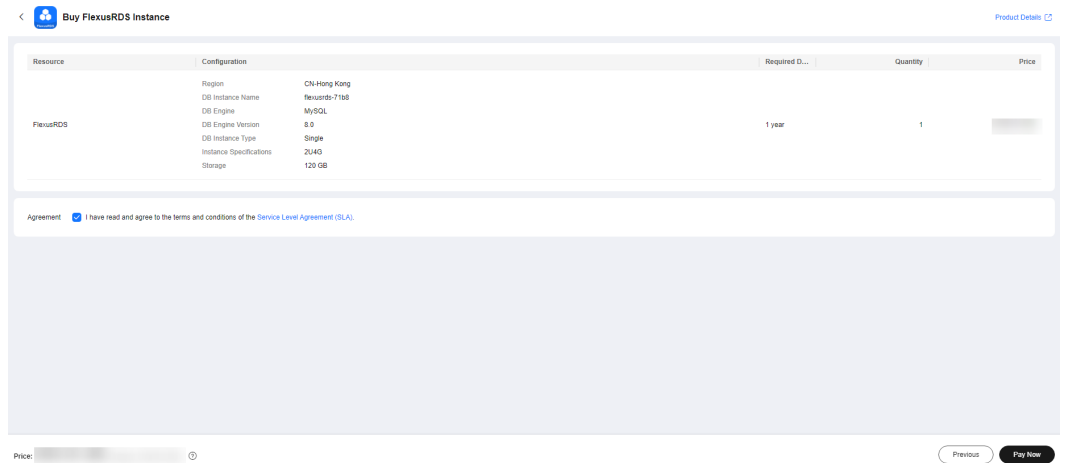 Buy FlexusRDS Instance
Product Details
Resource Configuration Required D... Quantity Price
Region CN-Hong Kong
DB Instance Name flexusrds-71b8
DB Engine MySQL
FlexusRDS DB Engine Version 8.0 1 year 1
DB Instance Type Single
Instance Specifications 2U4G
Storage 120 GB
Agreement I have read and agree to the terms and conditions of the Service Level Agreement (SLA).
Price:
Previous Pay Now